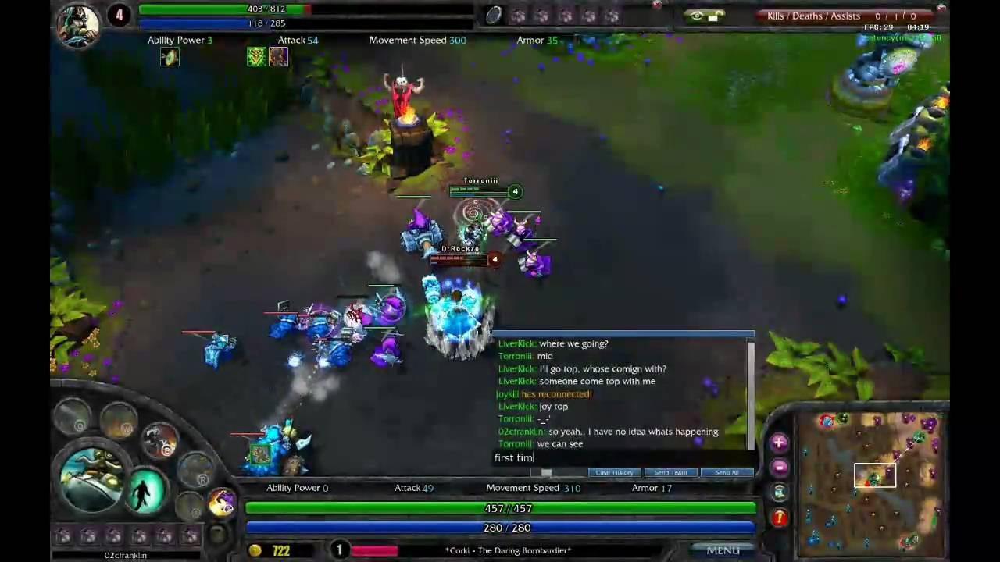 4
403 / 812
118 / 285
Kills / Deaths / Assists 0 / 1 / 0
FPS: 29 04:19
Ability Power 3 Attack 54 Movement Speed 300 Armor 35
Torroniii
4
DrRockzo
4
LiverKick: where we going?
Torroniii: mid
LiverKick: I'll go top, whose comign with?
LiverKick: someone come top with me
Joykill has reconnected!
LiverKick: joy top
Torroniii: -_-'
02cfranklin: so yeah.. I have no idea whats happening
Torroniii: we can see
first tim
Clear History Send Team Send All
Q W E R
Ability Power 0 Attack 49 Movement Speed 310 Armor 17
457 / 457
280 / 280
02cfranklin 722 1 *Corki - The Daring Bombardier* MENU